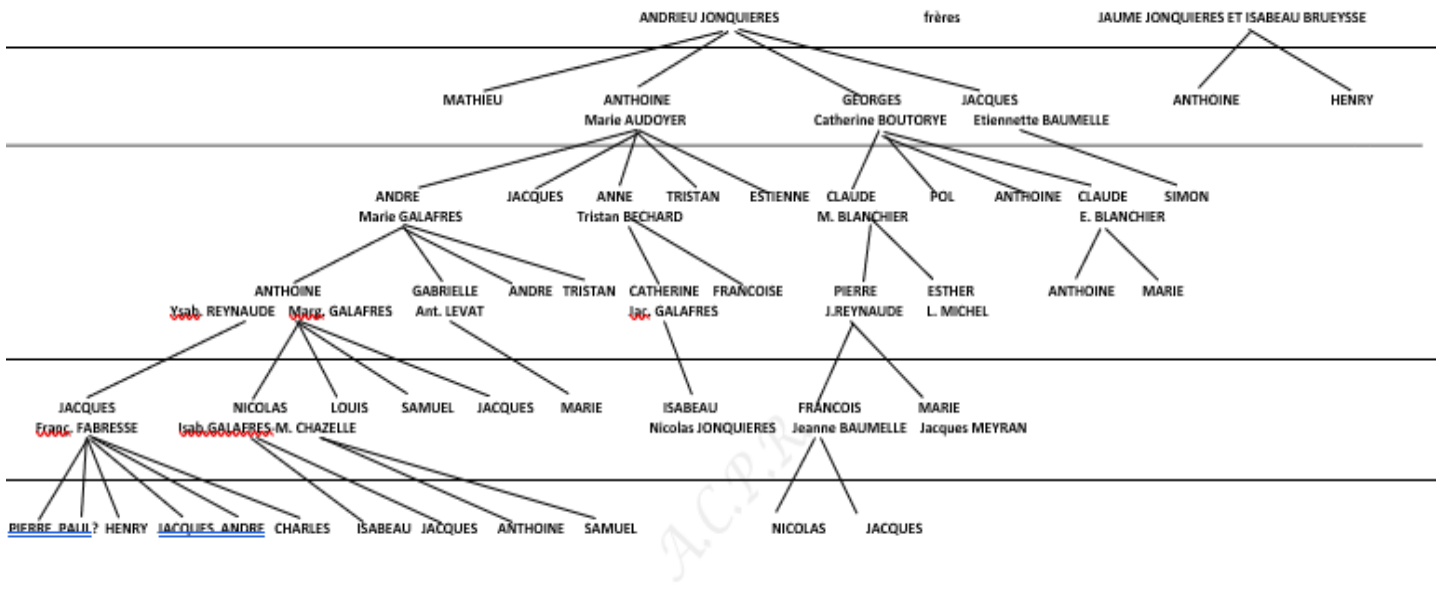 ANDRIEU JONQUIERES frères JAUME JONQUIERES ET ISABEAU BRUEYSSE
MATHIEU ANTHOINE GEORGES JACQUES ANTHOINE HENRY
Marie AUDOYER Catherine BOUTORYE Etiennette BAUMELLE
ANDRE JACQUES ANNE TRISTAN ESTIENNE CLAUDE POL ANTHOINE CLAUDE SIMON
Marie GALAFRES Tristan BECHARD M. BLANCHIER E. BLANCHIER
ANTHOINE GABRIELLE ANDRE TRISTAN CATHERINE FRANCOISE PIERRE ESTHER ANTHOINE MARIE
Ysab. REYNAUDE Marg. GALAFRES Ant. LEVAT Jac. GALAFRES J.REYNAUDE L. MICHEL
JACQUES NICOLAS LOUIS SAMUEL JACQUES MARIE ISABEAU FRANCOIS MARIE
Franc. FABRESSE Isab.GALAFRES-M. CHAZELLE Nicolas JONQUIERES Jeanne BAUMELLE Jacques MEYRAN
PIERRE PAUL? HENRY JACQUES ANDRE CHARLES ISABEAU JACQUES ANTHOINE SAMUEL NICOLAS JACQUES
A.C.P.R